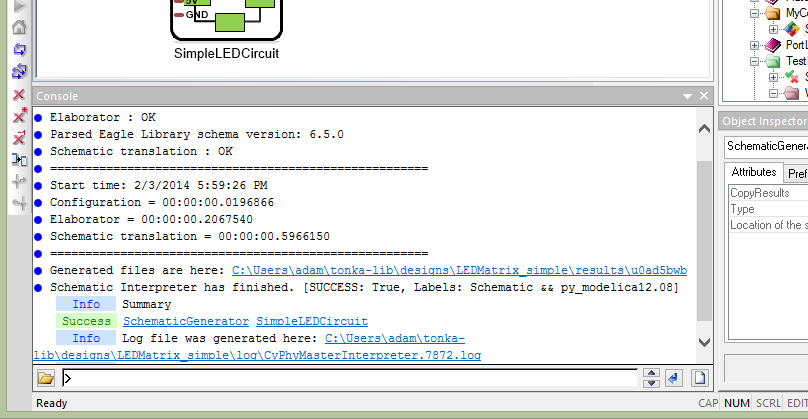 5V
GND
SimpleLEDCircuit
Console
Elaborator : OK
Parsed Eagle Library schema version: 6.5.0
Schematic translation : OK
======================================================
Start time: 2/3/2014 5:59:26 PM
Configuration = 00:00:00.0196866
Elaborator = 00:00:00.2067540
Schematic translation = 00:00:00.5966150
======================================================
Generated files are here: C:\Users\adam\tonka-lib\designs\LEDMatrix_simple\results\u0ad5bwb
Schematic Interpreter has finished. [SUCCESS: True, Labels: Schematic && py_modelica12.08]
Info Summary
Success SchematicGenerator SimpleLEDCircuit
Info Log file was generated here: C:\Users\adam\tonka-
lib\designs\LEDMatrix_simple\log\CyPhyMasterInterpreter.7872.log
>
Ready
CAP NUM SCRL EDIT
MyCo
S
PortL
Test
S
Object Inspector
SchematicGenera
Attributes Pref
CopyResults
Type
Location of the s